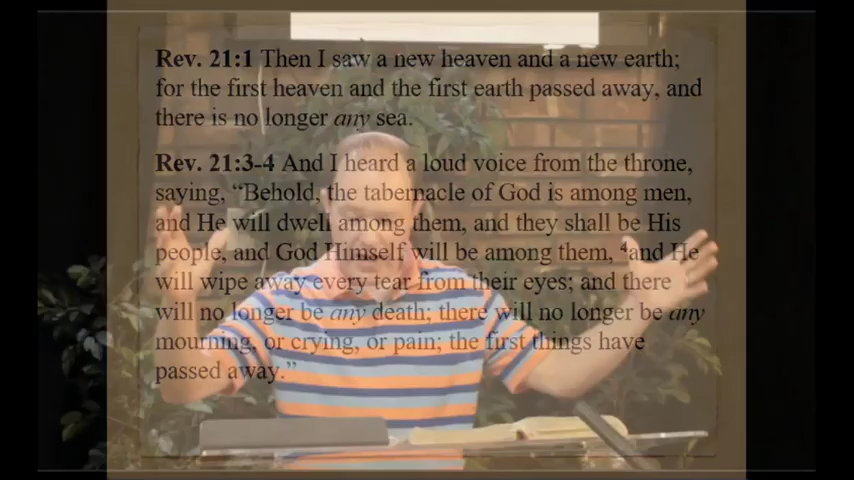 Rev. 21:1 Then I saw a new heaven and a new earth;
for the first heaven and the first earth passed away, and
there is no longer any sea.
Rev. 21:3-4 And I heard a loud voice from the throne,
saying, “Behold, the tabernacle of God is among men,
and He will dwell among them, and they shall be His
people, and God Himself will be among them, ⁴and He
will wipe away every tear from their eyes; and there
will no longer be any death; there will no longer be any
mourning, or crying, or pain; the first things have
passed away.”